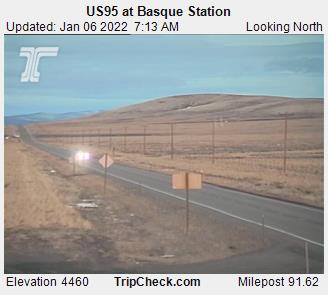 US95 at Basque Station
Updated: Jan 06 2022 7:13 AM Looking North
Elevation 4460 TripCheck.com Milepost 91.62